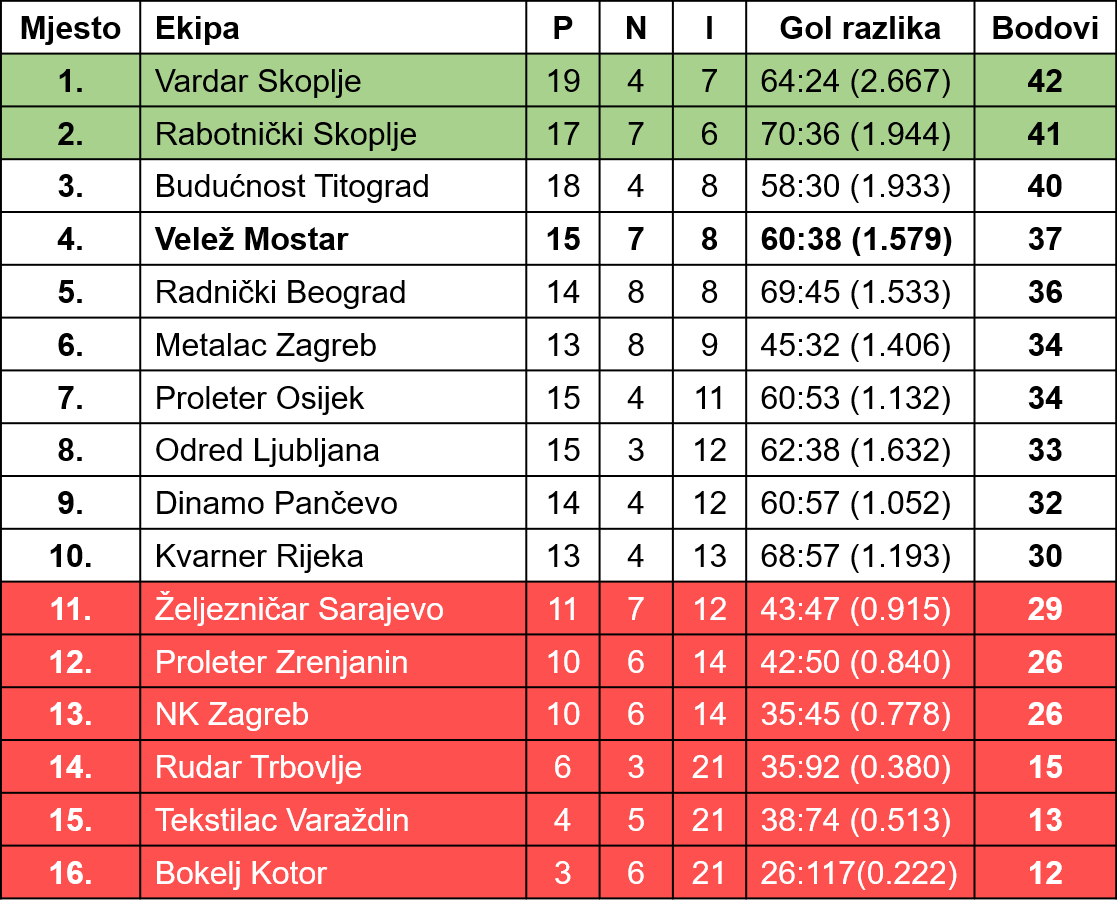 Mjesto Ekipa P N I Gol razlika Bodovi
1. Vardar Skoplje 19 4 7 64:24 (2.667) 42
2. Rabotnički Skoplje 17 7 6 70:36 (1.944) 41
3. Budućnost Titograd 18 4 8 58:30 (1.933) 40
4. Velež Mostar 15 7 8 60:38 (1.579) 37
5. Radnički Beograd 14 8 8 69:45 (1.533) 36
6. Metalac Zagreb 13 8 9 45:32 (1.406) 34
7. Proleter Osijek 15 4 11 60:53 (1.132) 34
8. Odred Ljubljana 15 3 12 62:38 (1.632) 33
9. Dinamo Pančevo 14 4 12 60:57 (1.052) 32
10. Kvarner Rijeka 13 4 13 68:57 (1.193) 30
11. Željezničar Sarajevo 11 7 12 43:47 (0.915) 29
12. Proleter Zrenjanin 10 6 14 42:50 (0.840) 26
13. NK Zagreb 10 6 14 35:45 (0.778) 26
14. Rudar Trbovlje 6 3 21 35:92 (0.380) 15
15. Tekstilac Varaždin 4 5 21 38:74 (0.513) 13
16. Bokelj Kotor 3 6 21 26:117(0.222) 12